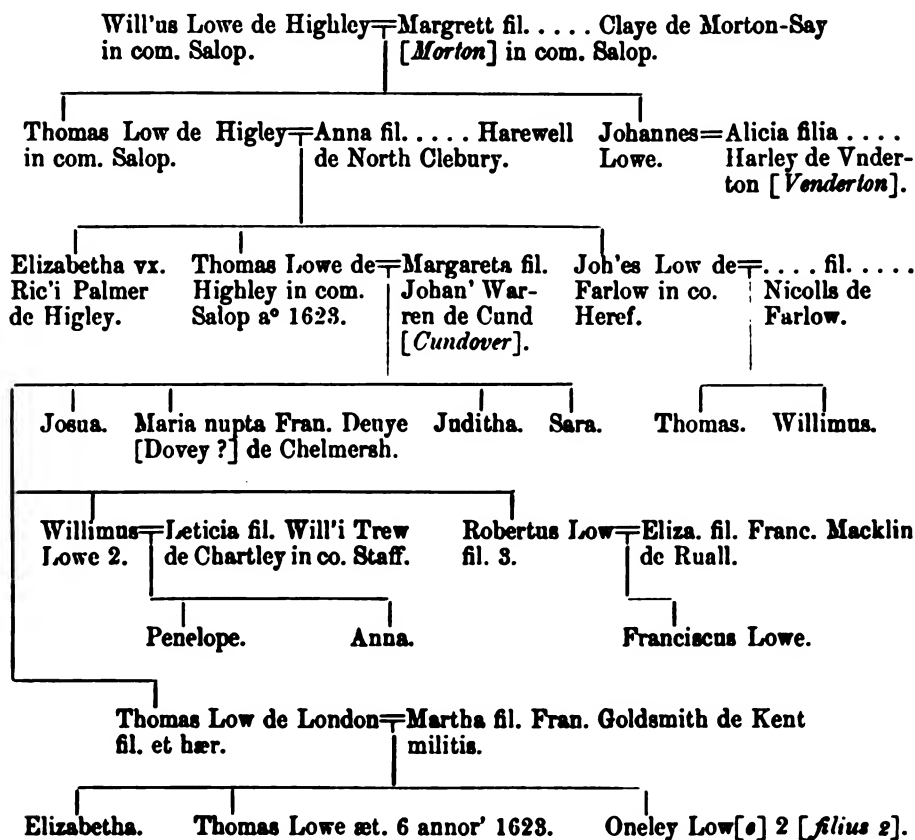 Will'us Lowe de Highley=Margrett fil. . . . . . Claye de Morton-Say
in com. Salop. [Morton] in com. Salop.
Thomas Low de Higley=Anna fil. . . . . . Harewell Johannes=Alicia filia . . . .
in com. Salop. de North Clebury. Lowe. Harley de Vnder-
ton [Venderton].
Elizabetha vx. Thomas Lowe de=Margareta fil. Joh'es Low de=. . . . fil. . . . . .
Ric'i Palmer Highley in com. Johan' War- Farlow in co. Nicolls de
de Higley. Salop aº 1623. ren de Cund Heref. Farlow.
[Cundover].
Josua. Maria nupta Fran. Denye Juditha. Sara. Thomas. Willimus.
[Dovey ?] de Chelmersh.
Willimus=Leticia fil. Will'i Trew Robertus Low=Eliza. fil. Franc. Macklin
Lowe 2. de Chartley in co. Staff. fil. 3. de Ruall.
Penelope. Anna. Franciscus Lowe.
Thomas Low de London=Martha fil. Fran. Goldsmith de Kent
fil. et hær. militis.
Elizabetha. Thomas Lowe æt. 6 annor' 1623. Oneley Low[e] 2 [filius 2].